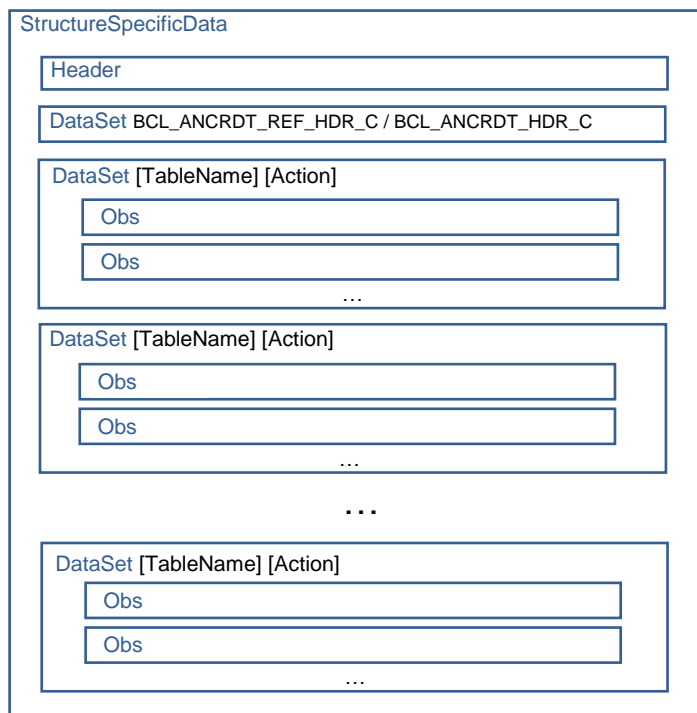 StructureSpecificData
Header
DataSet BCL_ANCRDT_REF_HDR_C / BCL_ANCRDT_HDR_C
DataSet [TableName] [Action]
Obs
Obs
…
DataSet [TableName] [Action]
Obs
Obs
…
...
DataSet [TableName] [Action]
Obs
Obs
…